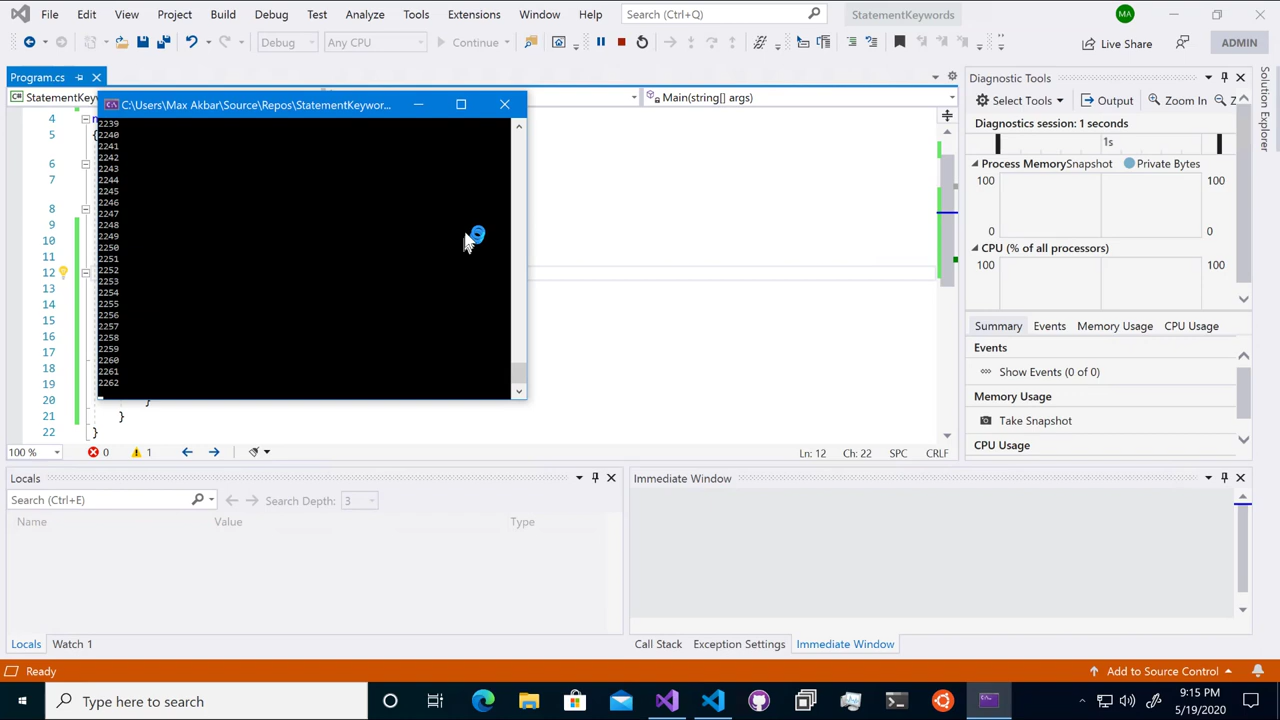 File Edit View Project Build Debug Test Analyze Tools Extensions Window Help Search (Ctrl+Q) StatementKeywords MA
Debug Any CPU Continue Live Share ADMIN
Program.cs
StatementKey Main(string[] args)
C:\Users\Max Akbar\Source\Repos\StatementKeywor...
2239
2240
2241
2242
2243
2244
2245
2246
2247
2248
2249
2250
2251
2252
2253
2254
2255
2256
2257
2258
2259
2260
2261
2262
4
5
6
7
8
9
10
11
12
13
14
15
16
17
18
19
20 }
21 }
22 }
100 % 0 1 Ln: 12 Ch: 22 SPC CRLF
Diagnostic Tools
Select Tools Output Zoom In Z
Diagnostics session: 1 seconds
1s
Process Memory Snapshot Private Bytes
100 100
0 0
CPU (% of all processors)
100 100
Summary Events Memory Usage CPU Usage
Events
Show Events (0 of 0)
Memory Usage
Take Snapshot
CPU Usage
Solution Explorer
Locals
Search (Ctrl+E) Search Depth: 3
Name Value Type
Locals Watch 1
Immediate Window
Call Stack Exception Settings Immediate Window
Ready Add to Source Control
Type here to search
9:15 PM
5/19/2020